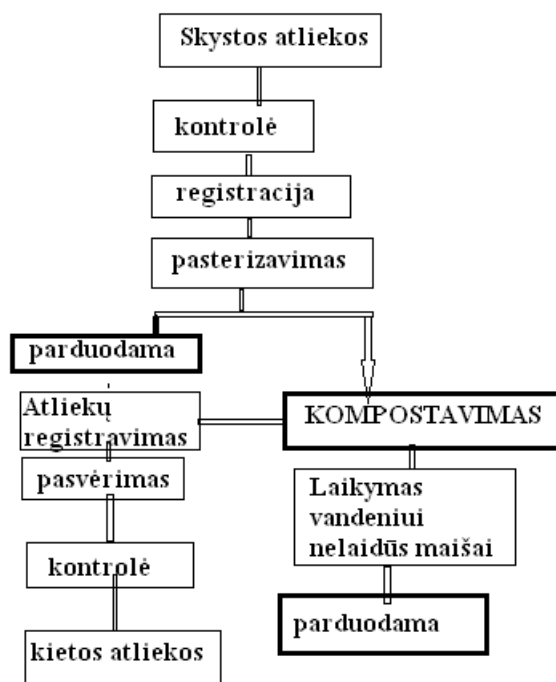 Skystos atliekos
kontrolė
registracija
pasterizavimas
parduodama
Atliekų
registravimas
KOMPOSTAVIMAS
pasvėrimas
Laikymas
vandeniui
nelaidūs maišai
kontrolė
parduodama
kietos atliekos